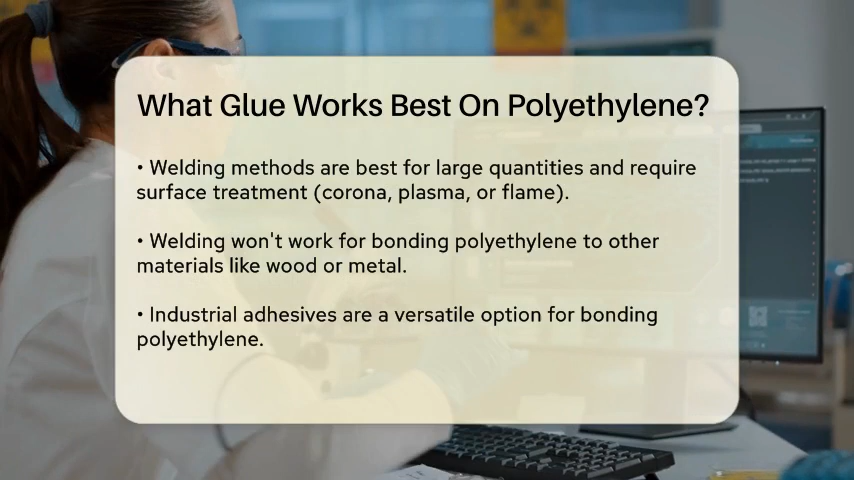 What Glue Works Best On Polyethylene?
• Welding methods are best for large quantities and require
surface treatment (corona, plasma, or flame).
• Welding won't work for bonding polyethylene to other
materials like wood or metal.
• Industrial adhesives are a versatile option for bonding
polyethylene.